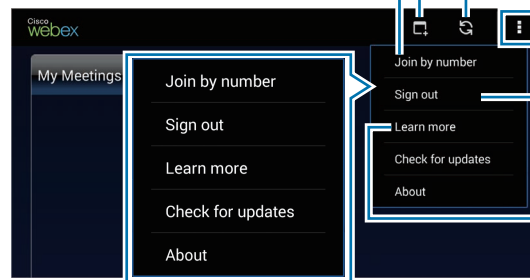 Cisco
webex
My Meetings
Join by number
Sign out
Learn more
Check for updates
About
Join by number
Sign out
Learn more
Check for updates
About